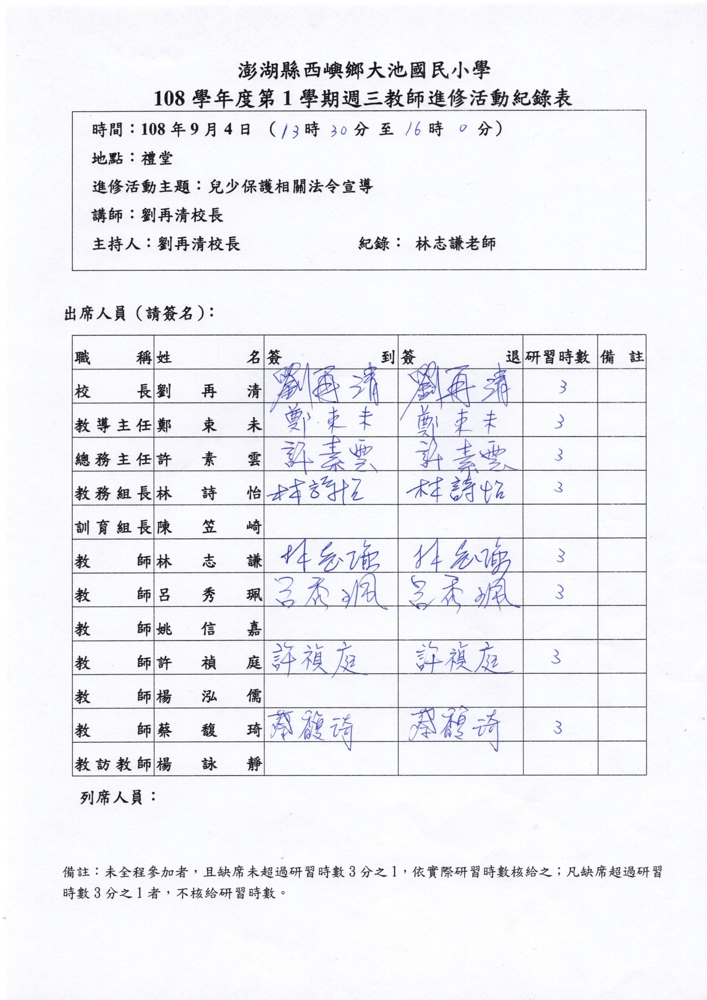 澎湖縣西嶼鄉大池國民小學
108 學年度第 1 學期週三教師進修活動紀錄表
時間：108 年 9 月 4 日 （13時 30分 至 16 時 0 分）
地點：禮堂
進修活動主題：兒少保護相關法令宣導
講師：劉再清校長
主持人：劉再清校長 紀錄： 林志謙老師
出席人員（請簽名）：
職稱 姓名 簽到 簽退 研習時數 備註
校長 劉再清 劉再清 劉再清 3
教導主任 鄭束未 鄭束未 鄭束未 3
總務主任 許素雲 許素雲 許素雲 3
教務組長 林詩怡 林詩怡 林詩怡 3
訓育組長 陳笠崎
教師 林志謙 林志謙 林志謙 3
教師 呂秀珮 呂秀珮 呂秀珮 3
教師 姚信嘉
教師 許禎庭 許禎庭 許禎庭 3
教師 楊泓儒
教師 蔡馥琦 蔡馥琦 蔡馥琦 3
教訪教師 楊詠靜
列席人員：
備註：未全程參加者，且缺席未超過研習時數 3 分之 1，依實際研習時數核給之；凡缺席超過研習
時數 3 分之 1 者，不核給研習時數。